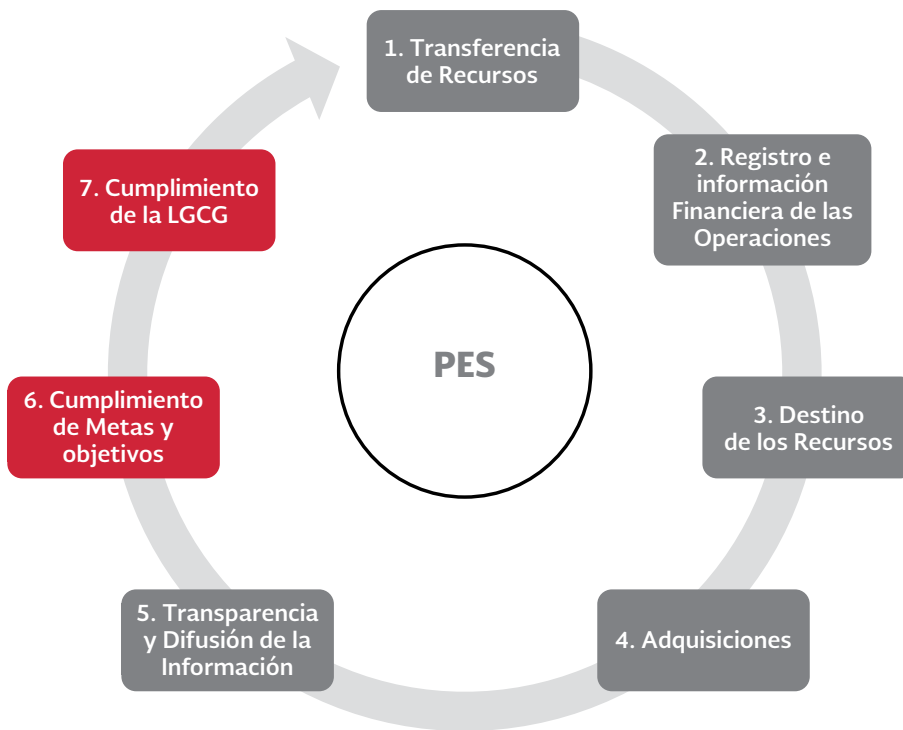 1. Transferencia
de Recursos
2. Registro e
información
Financiera de las
Operaciones
3. Destino
de los Recursos
4. Adquisiciones
5. Transparencia
y Difusión de la
Información
6. Cumplimiento
de Metas y
objetivos
7. Cumplimiento
de la LGCG
PES